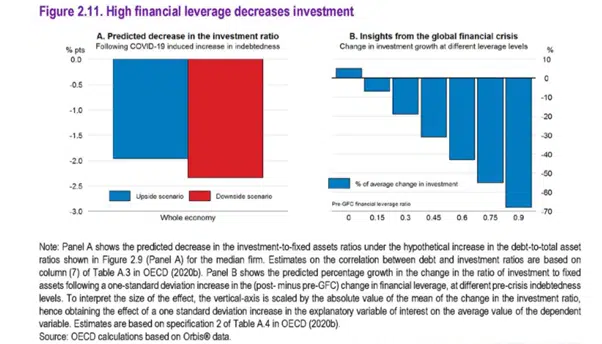 Figure 2.11. High financial leverage decreases investment
A. Predicted decrease in the investment ratio
Following COVID-19 induced increase in indebtedness
% pts
0.0
-0.5
-1.0
-1.5
-2.0
-2.5
-3.0
Upside scenario
Downside scenario
Whole economy
B. Insights from the global financial crisis
Change in investment growth at different leverage levels
%
10
0
-10
-20
-30
-40
-50
-60
-70
% of average change in investment
Pre-GFC financial leverage ratio
0 0.15 0.3 0.45 0.6 0.75 0.9
Note: Panel A shows the predicted decrease in the investment-to-fixed assets ratios under the hypothetical increase in the debt-to-total asset
ratios shown in Figure 2.9 (Panel A) for the median firm. Estimates on the correlation between debt and investment ratios are based on
column (7) of Table A.3 in OECD (2020b). Panel B shows the predicted percentage growth in the change in the ratio of investment to fixed
assets following a one-standard deviation increase in the (post- minus pre-GFC) change in financial leverage, at different pre-crisis indebtedness
levels. To interpret the size of the effect, the vertical-axis is scaled by the absolute value of the mean of the change in the investment ratio,
hence obtaining the effect of a one standard deviation increase in the explanatory variable of interest on the average value of the dependent
variable. Estimates are based on specification 2 of Table A.4 in OECD (2020b).
Source: OECD calculations based on Orbis® data.